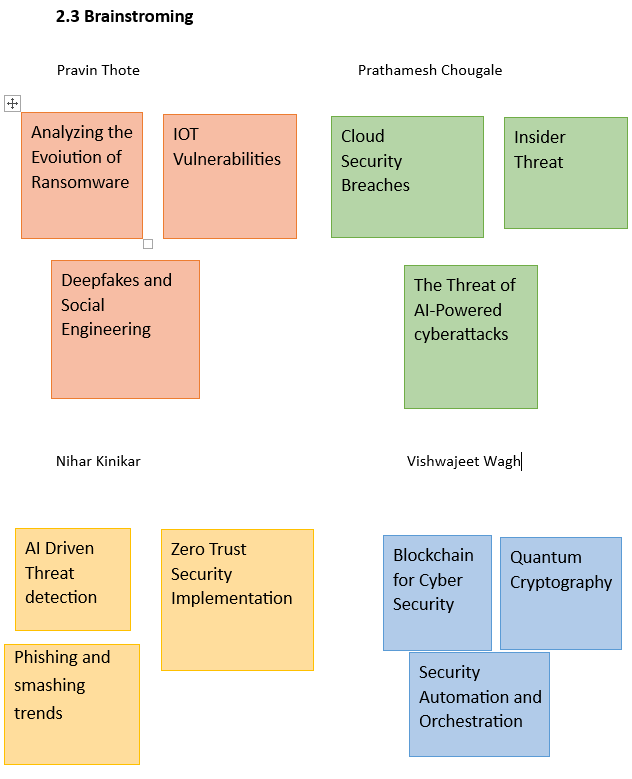 2.3 Brainstroming
Pravin Thote
Prathamesh Chougale
Analyzing the
Evoiution of
Ransomware
IOT
Vulnerabilities
Cloud
Security
Breaches
Insider
Threat
Deepfakes and
Social
Engineering
The Threat of
AI-Powered
cyberattacks
Nihar Kinikar
Vishwajeet Wagh
AI Driven
Threat
detection
Zero Trust
Security
Implementation
Blockchain
for Cyber
Security
Quantum
Cryptography
Phishing and
smashing
trends
Security
Automation and
Orchestration